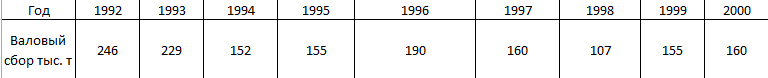 Год 1992 1993 1994 1995 1996 1997 1998 1999 2000
Валовый сбор тыс. т 246 229 152 155 190 160 107 155 160